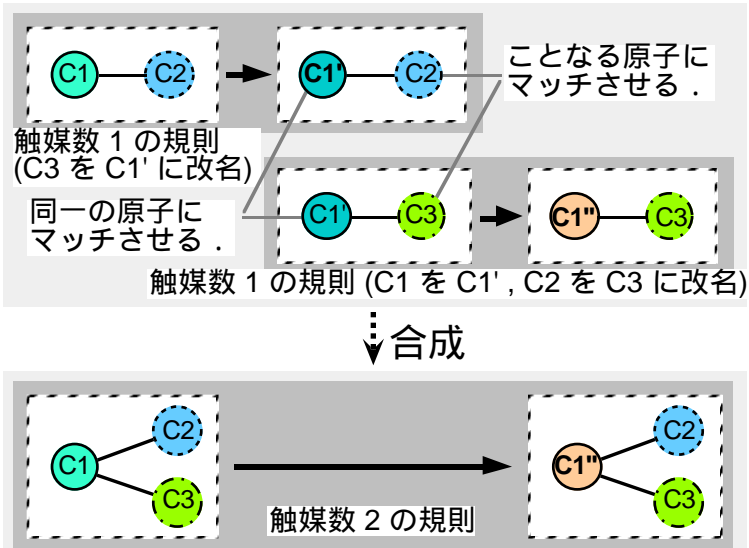 C1 C2 C1' C2
ことなる原子に
マッチさせる．
触媒数 1 の規則
(C3 を C1' に改名)
同一の原子に
マッチさせる．
C1' C3 C1" C3
触媒数 1 の規則 (C1 を C1' , C2 を C3 に改名)
合成
C2 C2
C1 C1"
C3 C3
触媒数 2 の規則